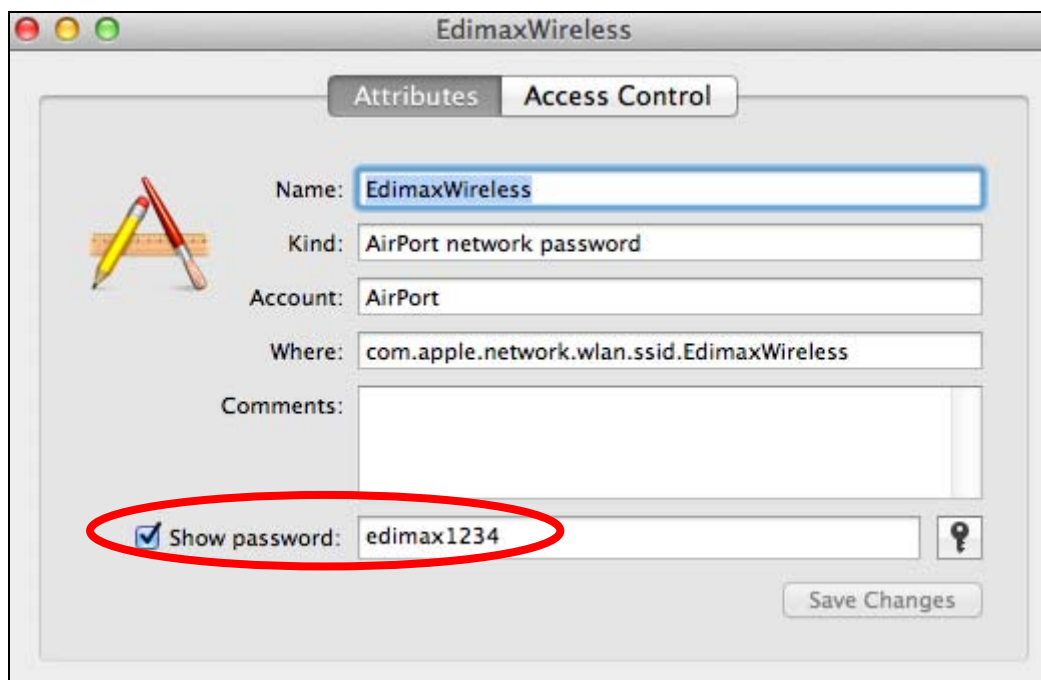 EdimaxWireless
Attributes Access Control
Name: EdimaxWireless
Kind: AirPort network password
Account: AirPort
Where: com.apple.network.wlan.ssid.EdimaxWireless
Comments:
Show password: edimax1234
Save Changes